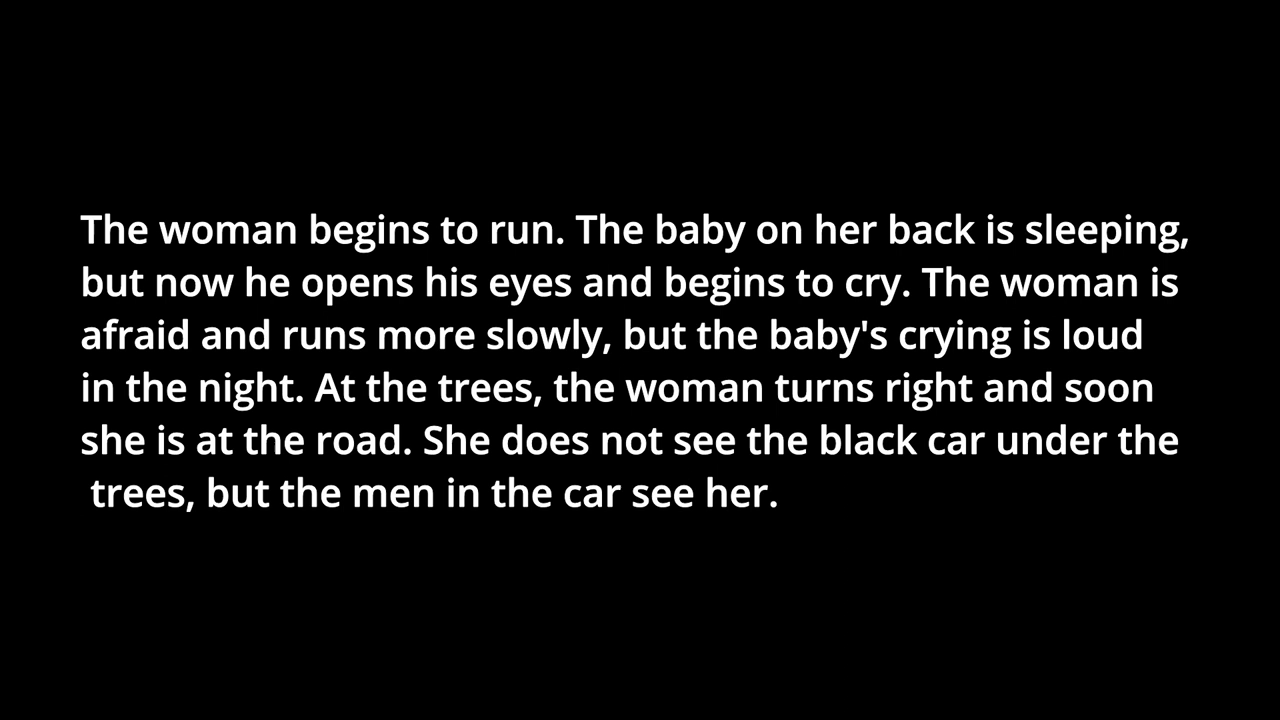 The woman begins to run. The baby on her back is sleeping,
but now he opens his eyes and begins to cry. The woman is
afraid and runs more slowly, but the baby's crying is loud
in the night. At the trees, the woman turns right and soon
she is at the road. She does not see the black car under the
trees, but the men in the car see her.